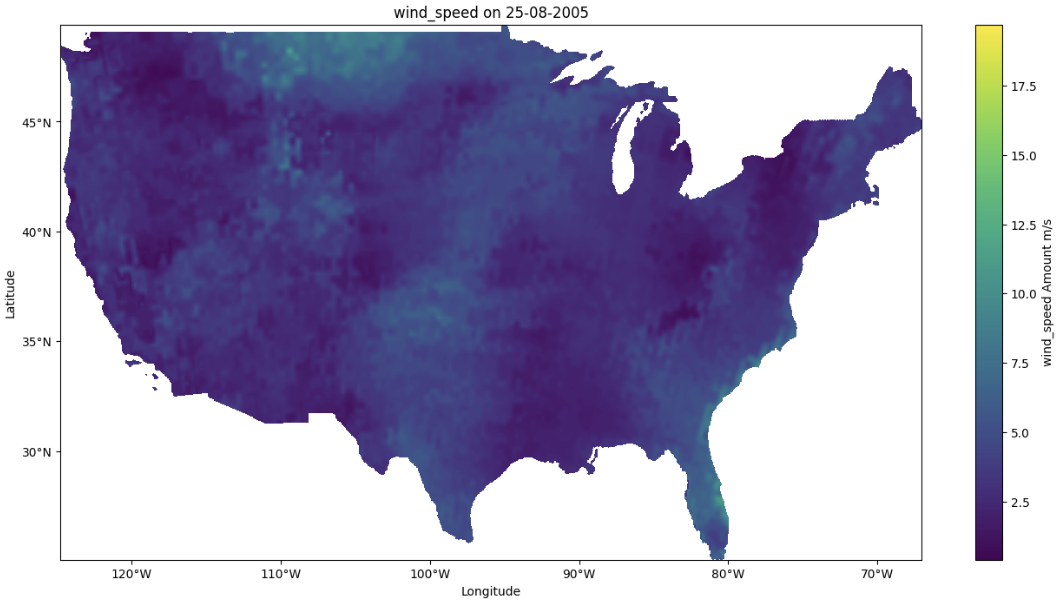 wind_speed on 25-08-2005
Latitude
45°N
40°N
35°N
30°N
120°W 110°W 100°W 90°W 80°W 70°W
Longitude
17.5
15.0
12.5
10.0
7.5
5.0
2.5
wind_speed Amount m/s